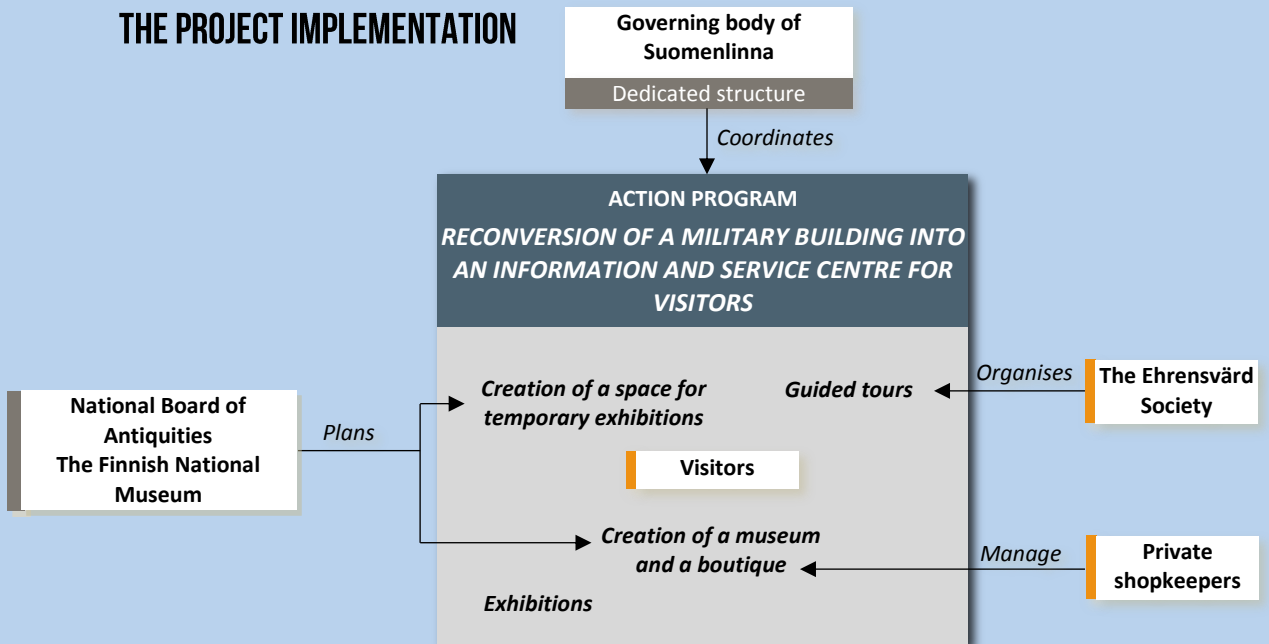 THE PROJECT IMPLEMENTATION
Governing body of
Suomenlinna
Dedicated structure
Coordinates
ACTION PROGRAM
RECONVERSION OF A MILITARY BUILDING INTO
AN INFORMATION AND SERVICE CENTRE FOR
VISITORS
National Board of
Antiquities
The Finnish National
Museum
Plans
Creation of a space for
temporary exhibitions
Guided tours
Organises
The Ehrensvärd
Society
Visitors
Creation of a museum
and a boutique
Manage
Private
shopkeepers
Exhibitions